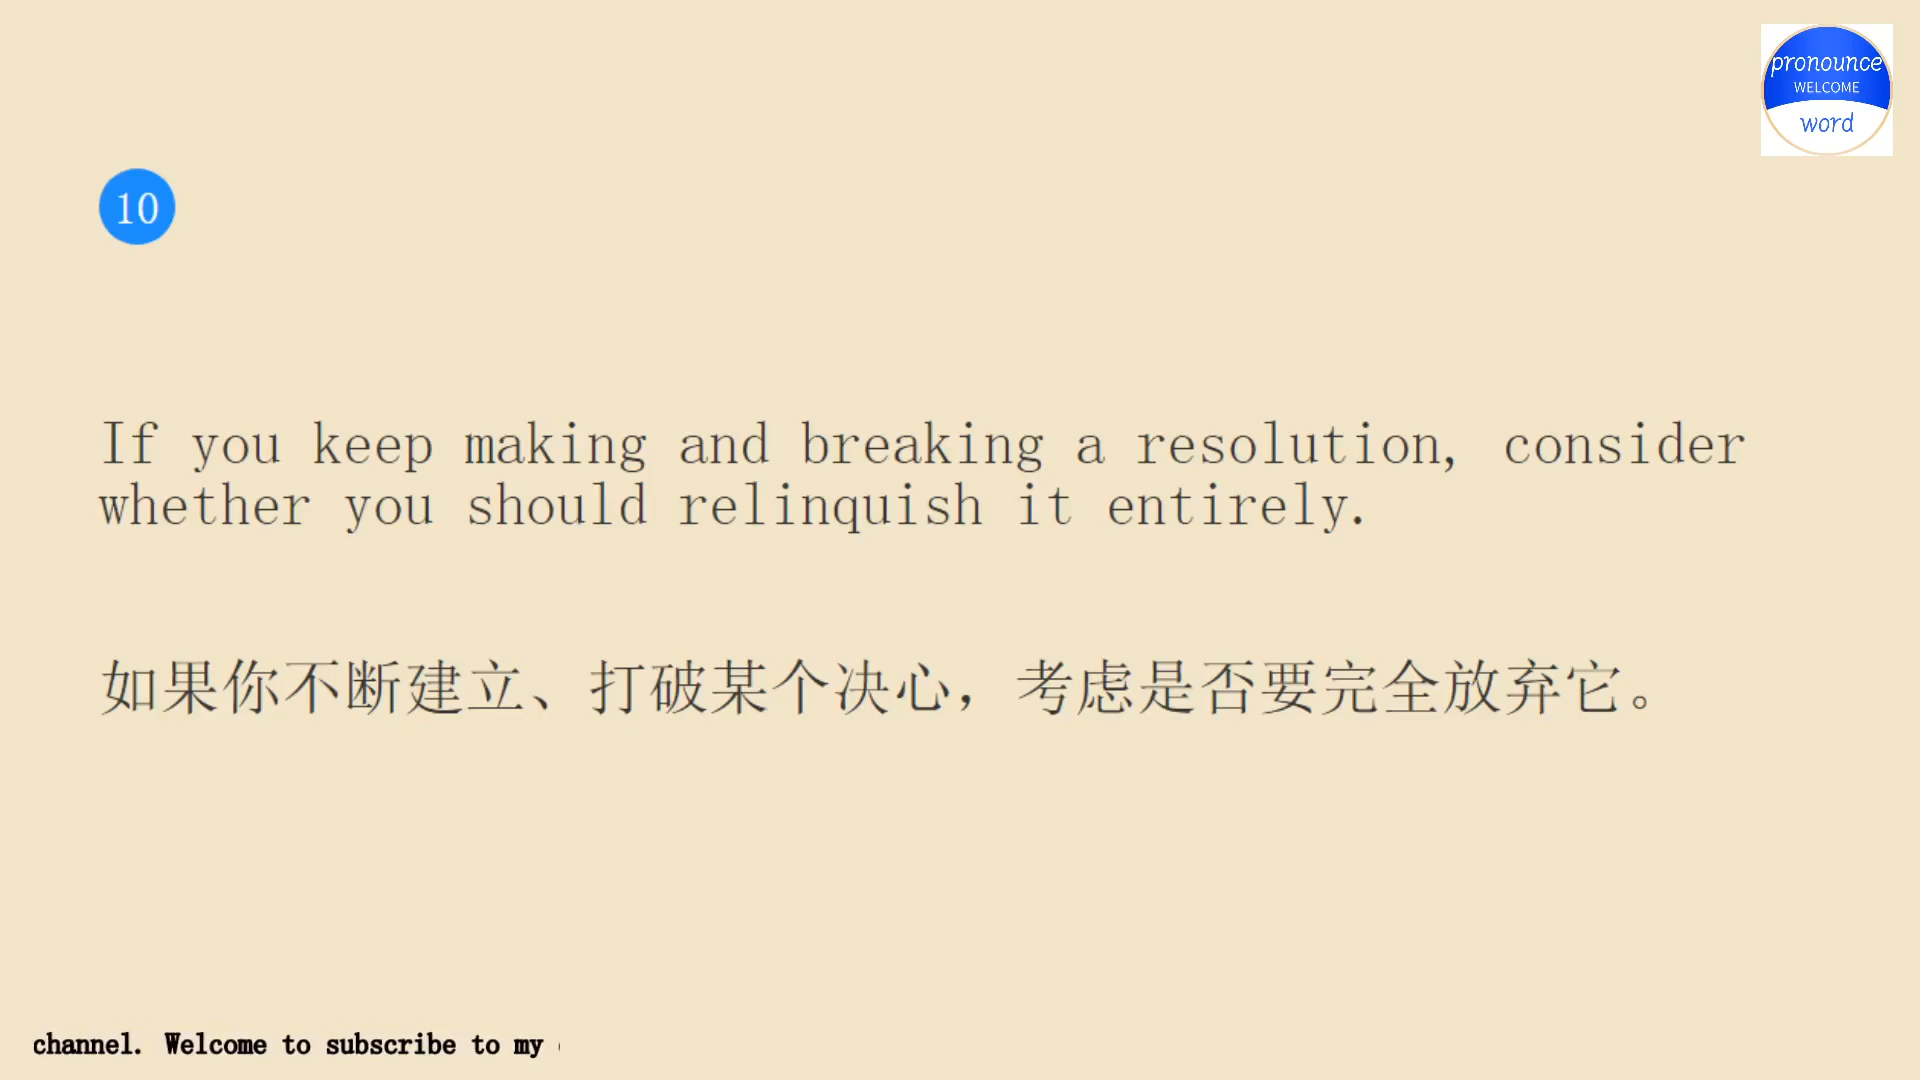 pronounce
WELCOME
word
10
If you keep making and breaking a resolution, consider
whether you should relinquish it entirely.
如果你不断建立、打破某个决心，考虑是否要完全放弃它。
channel. Welcome to subscribe to my